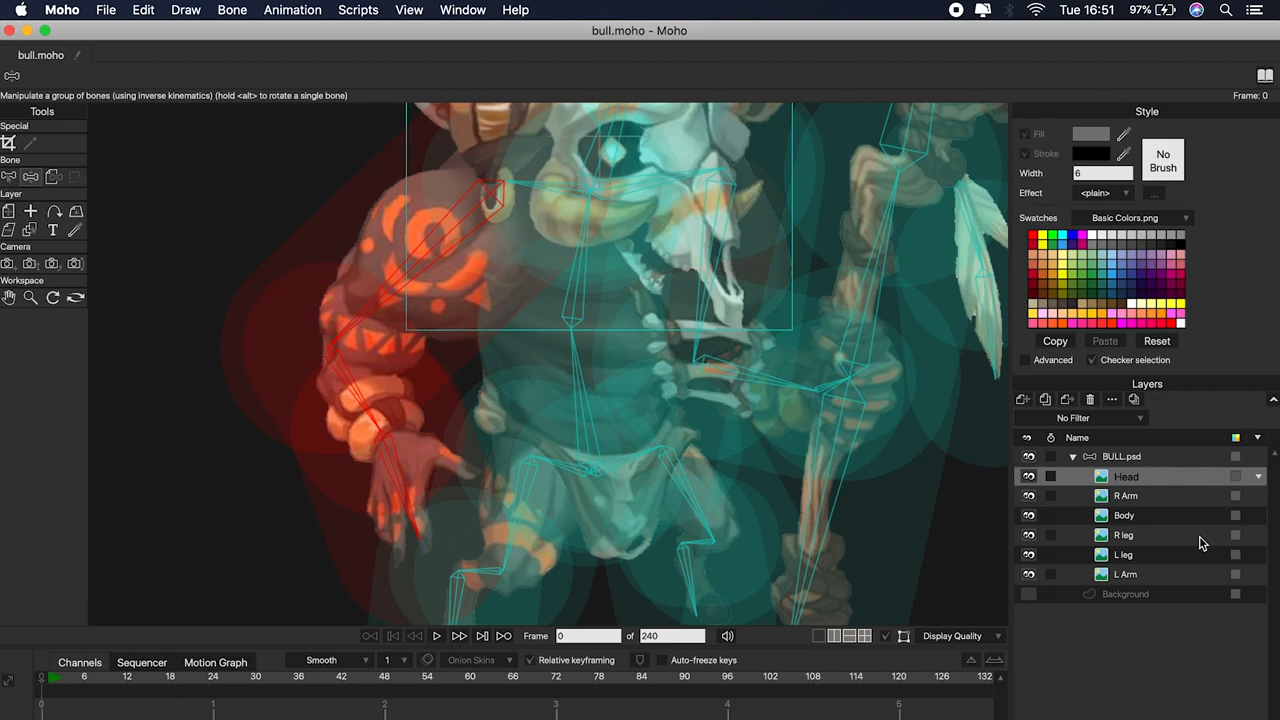 Moho File Edit Draw Bone Animation Scripts View Window Help Tue 16:51 97%
bull.moho - Moho
bull.moho
Manipulate a group of bones (using inverse kinematics) (hold <alt> to rotate a single bone) Frame: 0
Tools
Special
Bone
Layer
Camera
Workspace
Style
Fill
Stroke
No Brush
Width 6
Effect <plain> ...
Swatches Basic Colors.png
Copy Paste Reset
Advanced Checker selection
Layers
No Filter
Name
BULL.psd
Head
R Arm
Body
R leg
L leg
L Arm
Background
Frame 0 of 240 Display Quality
Channels Sequencer Motion Graph Smooth 1 Onion Skins Relative keyframing Auto-freeze keys
0 6 12 18 24 30 36 42 48 54 60 66 72 78 84 90 96 102 108 114 120 126 132
0 1 2 3 4 5